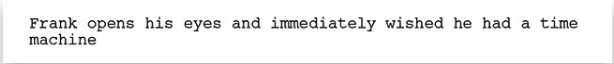 Frank opens his eyes and immediately wished he had a time
machine